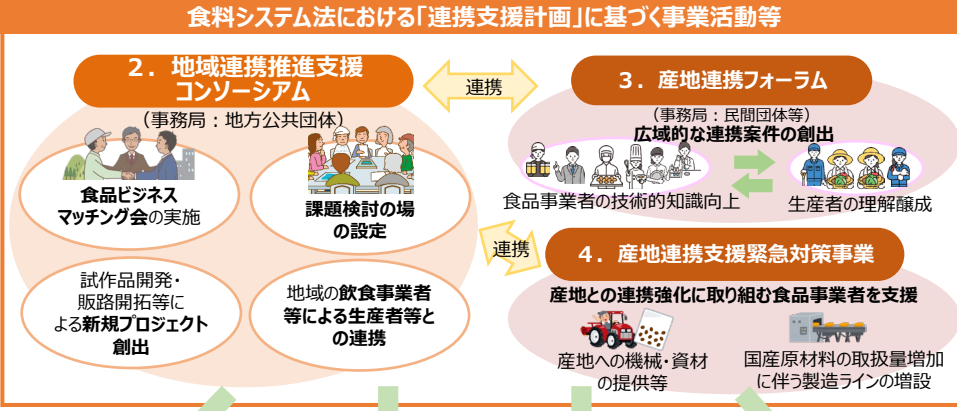 食料システム法における「連携支援計画」に基づく事業活動等
2．地域連携推進支援
コンソーシアム
（事務局：地方公共団体）
食品ビジネス
マッチング会の実施
課題検討の場
の設定
試作品開発・
販路開拓等に
よる新規プロジェクト
創出
地域の飲食事業者
等による生産者等と
の連携
連携
3．産地連携フォーラム
（事務局：民間団体等）
広域的な連携案件の創出
食品事業者の技術的知識向上
生産者の理解醸成
連携
4．産地連携支援緊急対策事業
産地との連携強化に取り組む食品事業者を支援
産地への機械・資材
の提供等
国産原材料の取扱量増加
に伴う製造ラインの増設